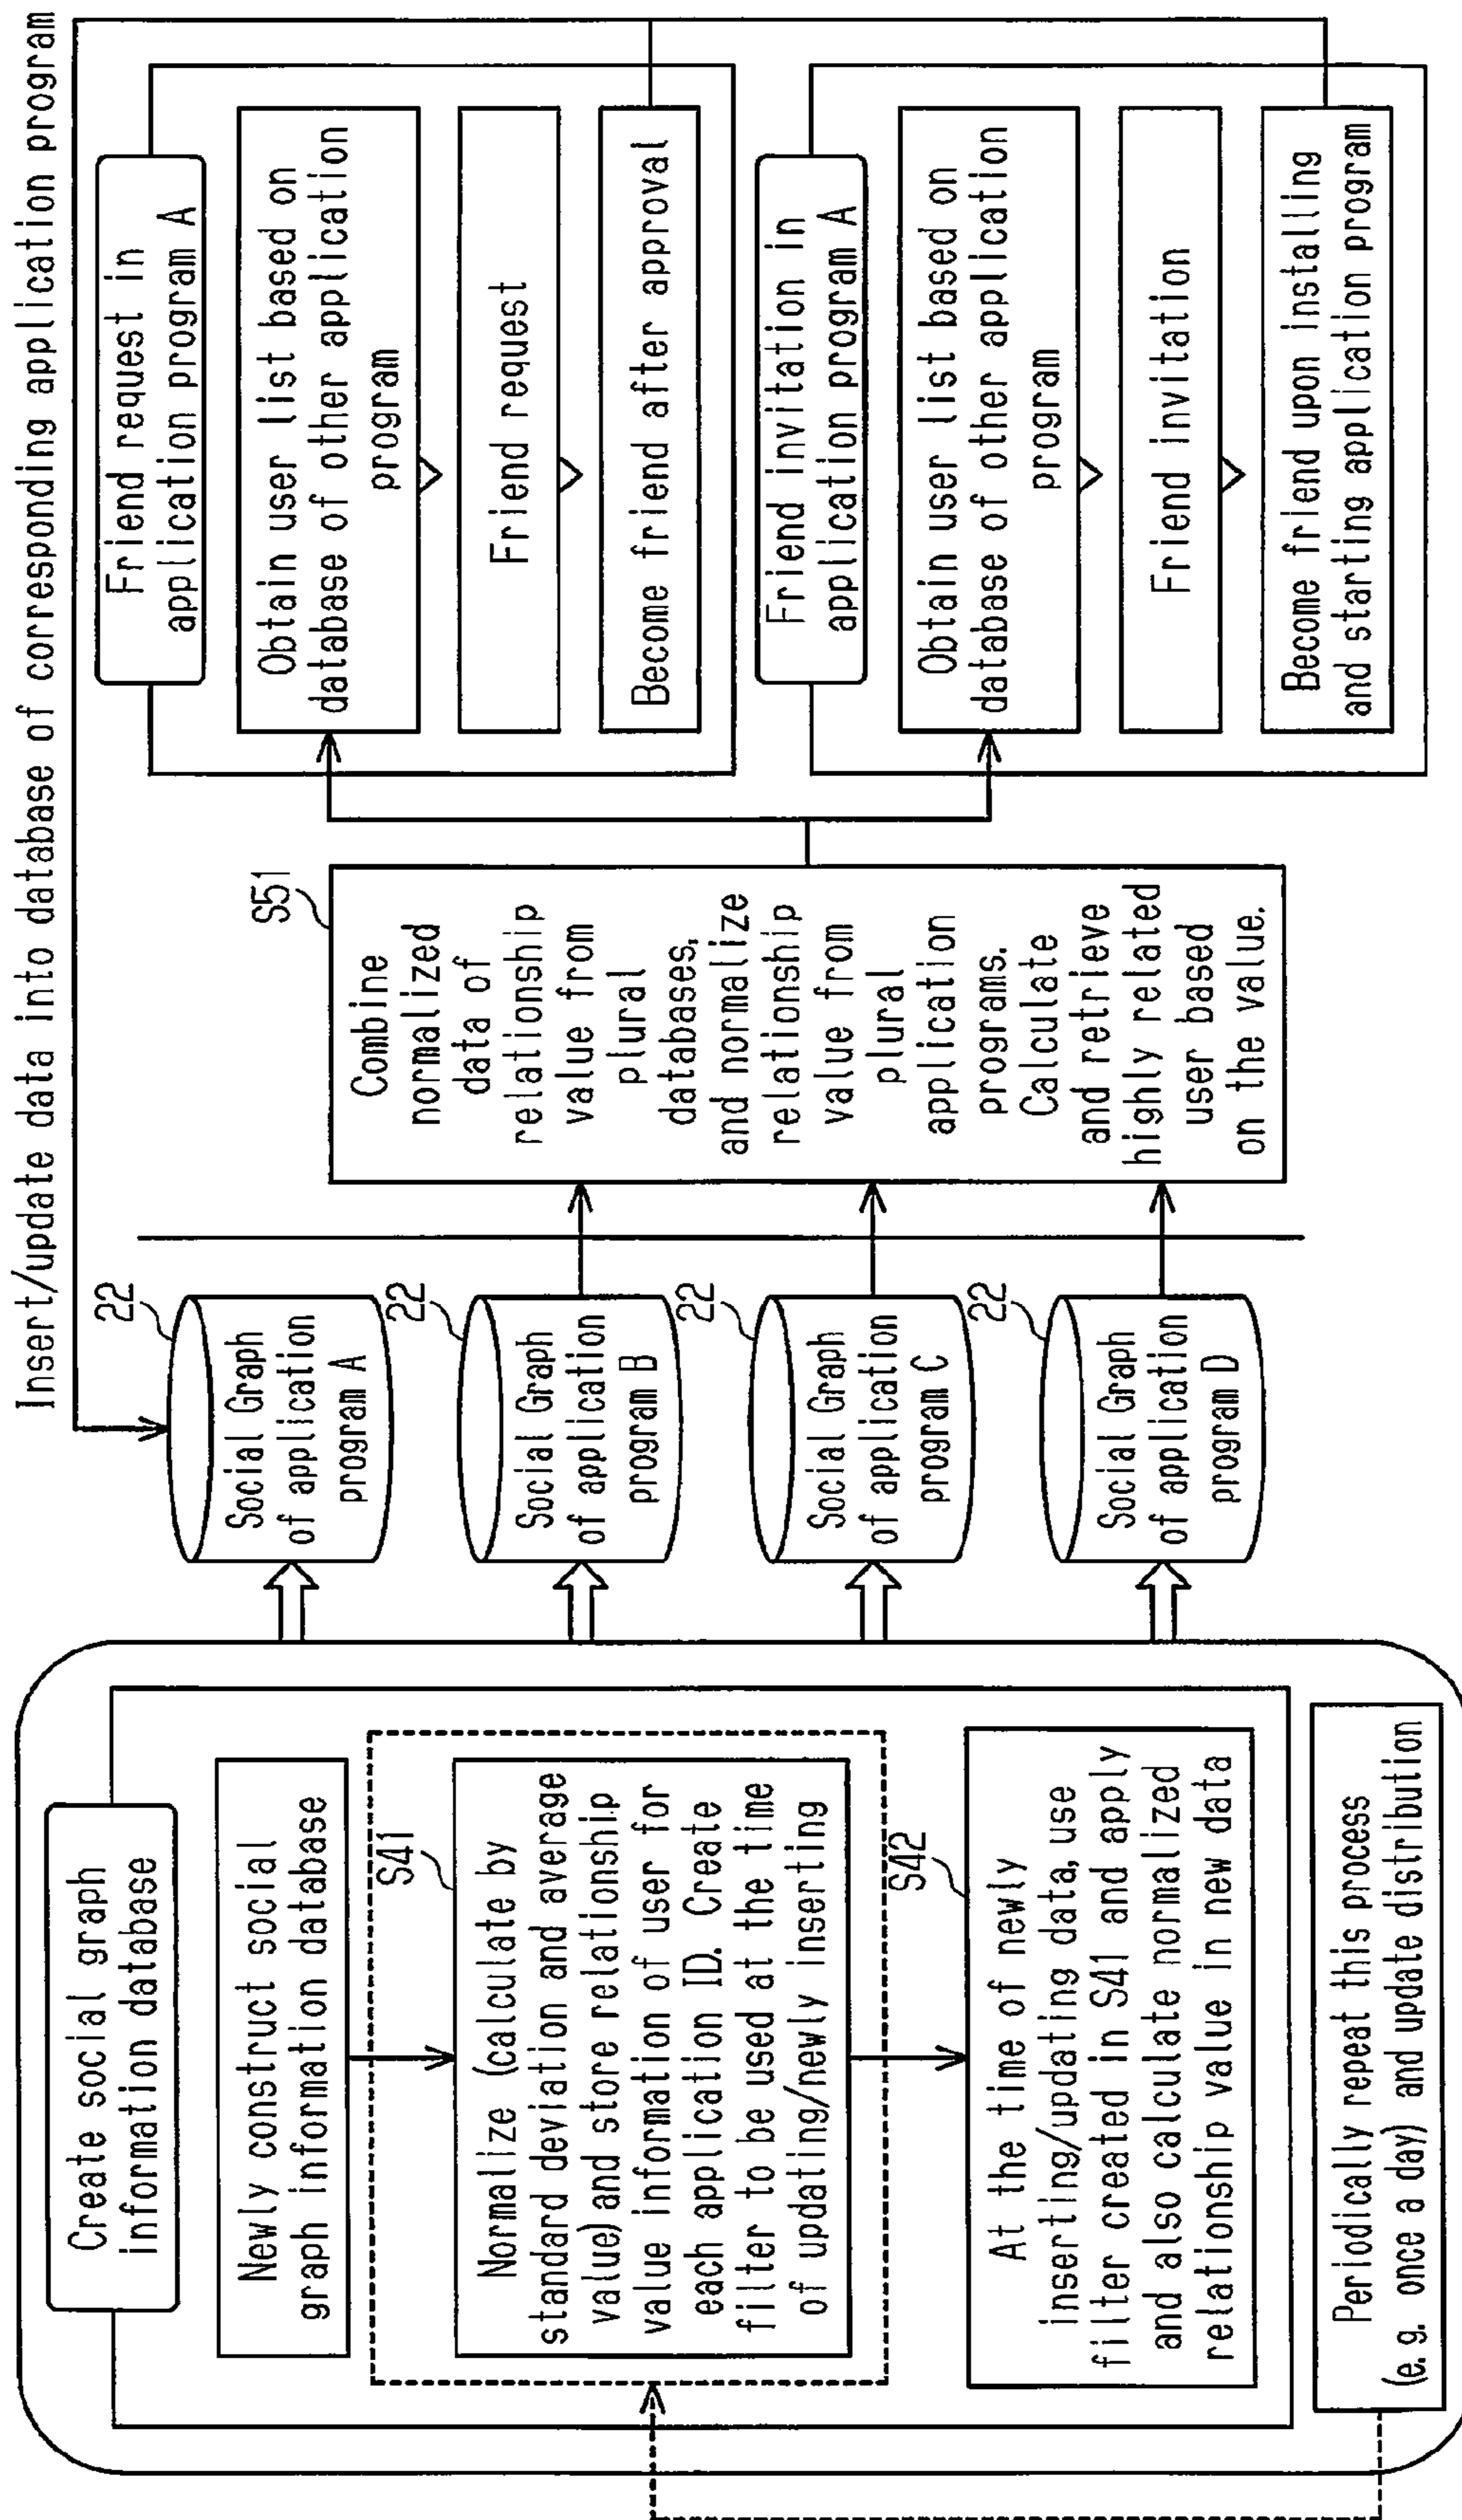 Insert/update data into database of corresponding application program
Create social graph
information database
Newly construct social
graph information database
S41
Normalize (calculate by
standard deviation and average
value) and store relationship
value information of user for
each application ID. Create
filter to be used at the time
of updating/newly inserting
S42
At the time of newly
inserting/updating data, use
filter created in S41 and apply
and also calculate normalized
relationship value in new data
Periodically repeat this process
(e.g. once a day) and update distribution
22
Social Graph
of application
program A
22
Social Graph
of application
program B
22
Social Graph
of application
program C
22
Social Graph
of application
program D
S51
Combine
normalized
data of
relationship
value from
plural
databases,
and normalize
relationship
value from
plural
application
programs.
Calculate
and retrieve
highly related
user based
on the value.
Friend request in
application program A
Obtain user list based on
database of other application
program
Friend request
Become friend after approval
Friend invitation in
application program A
Obtain user list based on
database of other application
program
Friend invitation
Become friend upon installing
and starting application program